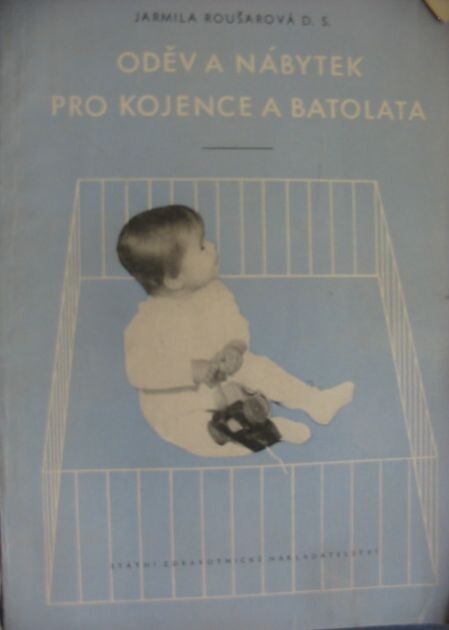 JARMILA ROUŠAROVÁ D. S.
ODĚV A NÁBYTEK
PRO KOJENCE A BATOLATA
STÁTNÍ ZDRAVOTNICKÉ NAKLADATELSTVÍ